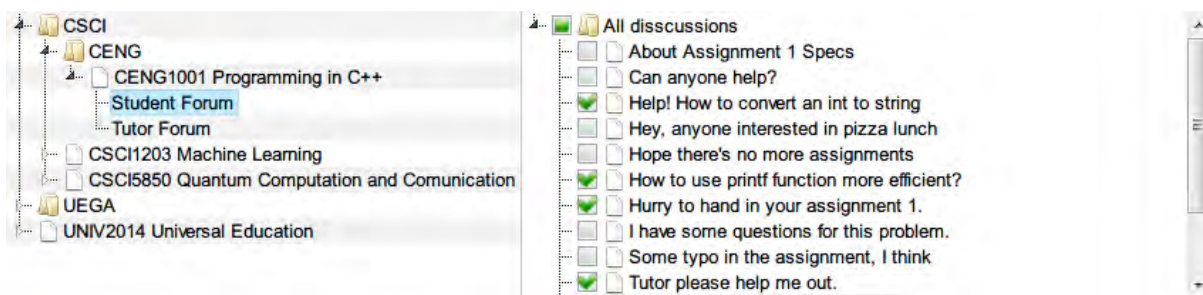 CSCI
CENG
CENG1001 Programming in C++
Student Forum
Tutor Forum
CSCI1203 Machine Learning
CSCI5850 Quantum Computation and Comunication
UEGA
UNIV2014 Universal Education
All disscussions
About Assignment 1 Specs
Can anyone help?
Help! How to convert an int to string
Hey, anyone interested in pizza lunch
Hope there's no more assignments
How to use printf function more efficient?
Hurry to hand in your assignment 1.
I have some questions for this problem.
Some typo in the assignment, I think
Tutor please help me out.